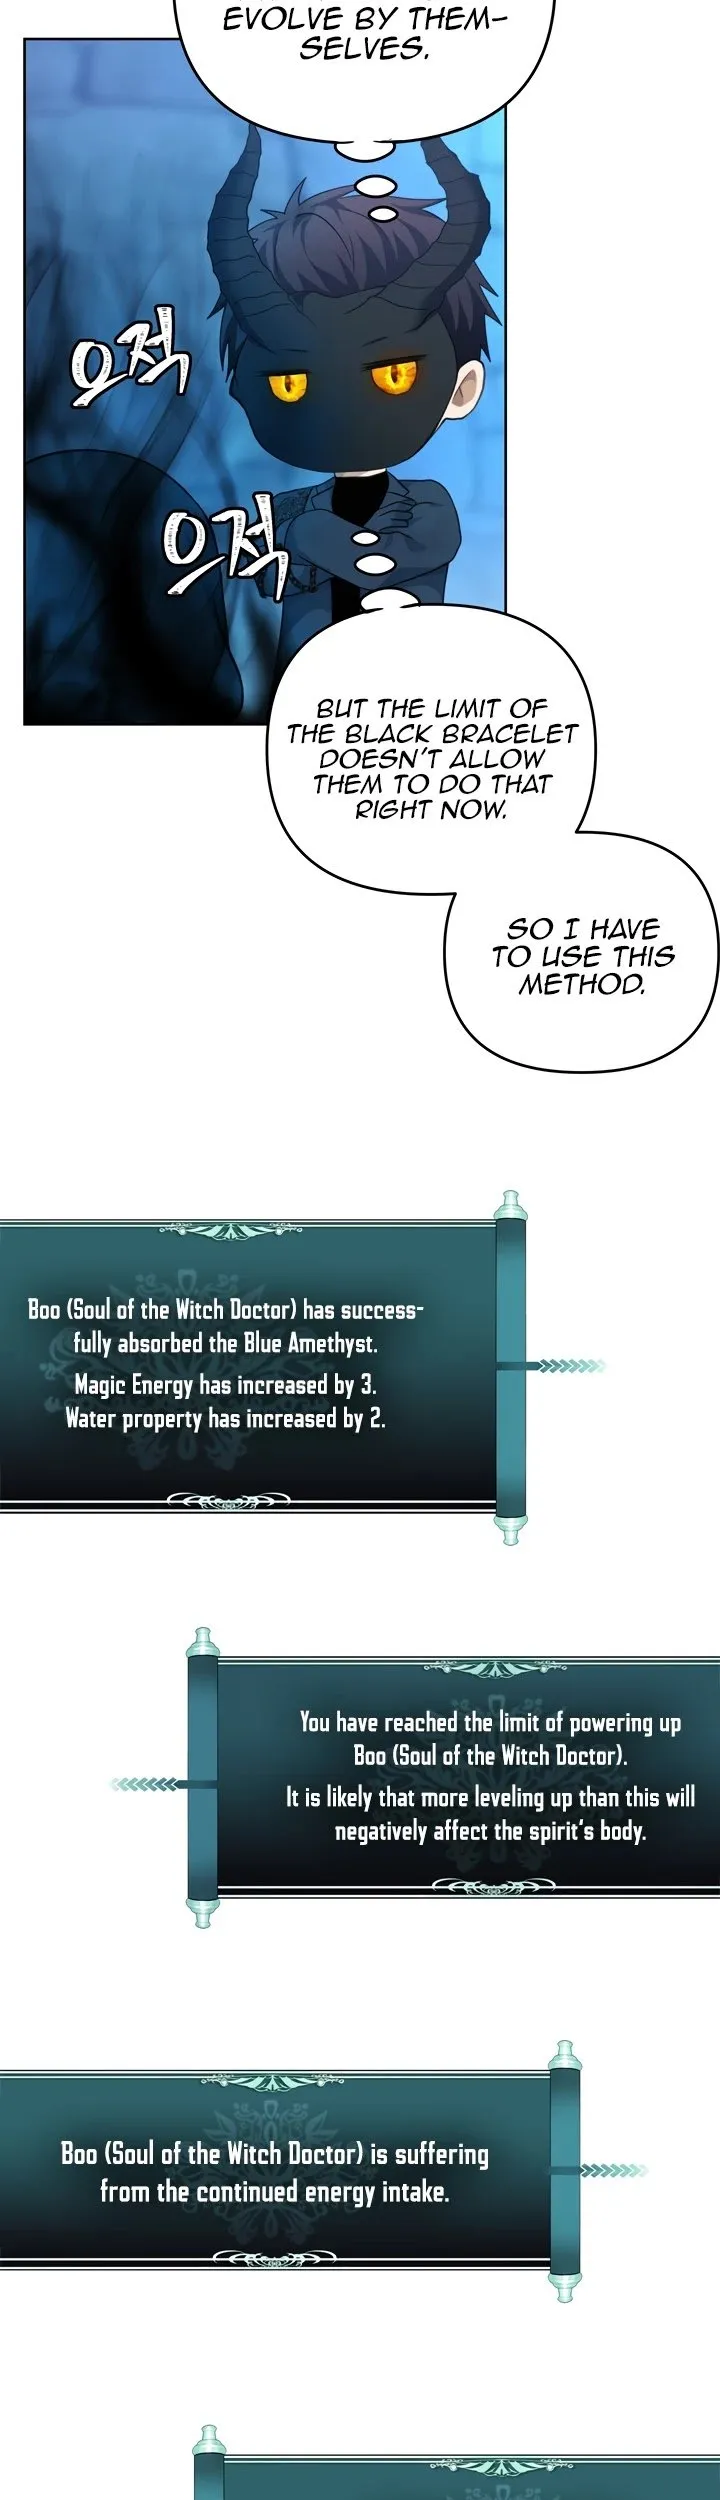 EVOLVE BY THEM-
SELVES.
오적
오적
BUT THE LIMIT OF
THE BLACK BRACELET
DOESN'T ALLOW
THEM TO DO THAT
RIGHT NOW.
SO I HAVE
TO USE THIS
METHOD.
Boo (Soul of the Witch Doctor) has success-
fully absorbed the Blue Amethyst.
Magic Energy has increased by 3.
Water property has increased by 2.
You have reached the limit of powering up
Boo (Soul of the Witch Doctor).
It is likely that more leveling up than this will
negatively affect the spirit's body.
Boo (Soul of the Witch Doctor) is suffering
from the continued energy intake.